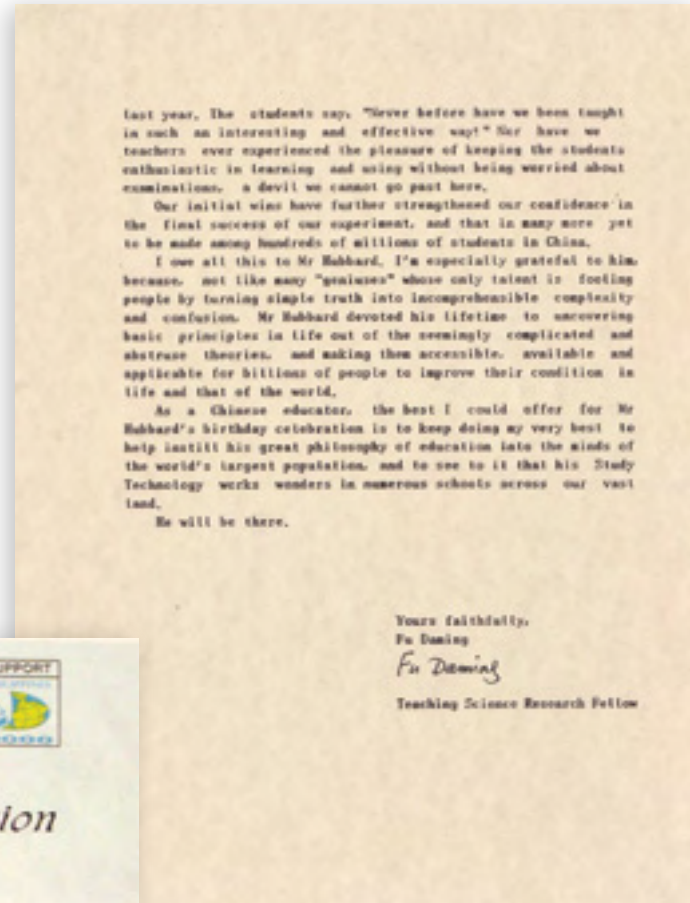 last year. The students say, "Never before have we been taught
in such an interesting and effective way!" Nor have we
teachers ever experienced the pleasure of keeping the students
enthusiastic in learning and using without being worried about
examinations, a devil we cannot go past here.
Our initial wins have further strengthened our confidence in
the final success of our experiment, and that in many more yet
to be made among hundreds of millions of students in China.
I owe all this to Mr Hubbard. I'm especially grateful to him,
because, not like many "geniuses" whose only talent is fooling
people by turning simple truth into incomprehensible complexity
and confusion, Mr Hubbard devoted his lifetime to uncovering
basic principles in life out of the seemingly complicated and
abstruse theories, and making them accessible, available and
applicable for billions of people to improve their condition in
life and that of the world.
As a Chinese educator, the best I could offer for Mr
Hubbard's birthday celebration is to keep doing my very best to
help instill his great philosophy of education into the minds of
the world's largest population, and to see to it that his Study
Technology works wonders in numerous schools across our vast
land.
He will be there.
Yours faithfully,
Fu Daming
Fu Daming
Teaching Science Research Fellow
UPPORT
2000
ion